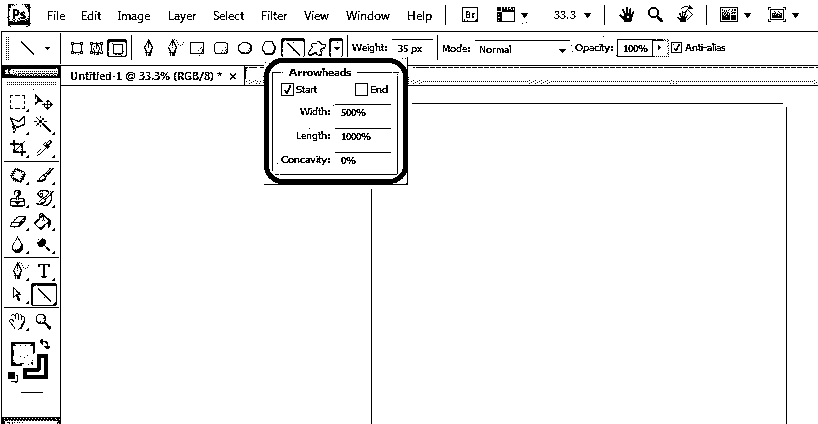 Ps File Edit Image Layer Select Filter View Window Help Br 33.3
Weight: 35 px Mode: Normal Opacity: 100% Anti-alias
Untitled-1 @ 33.3% (RGB/8) * ×
Arrowheads
Start End
Width: 500%
Length: 1000%
Concavity: 0%
T